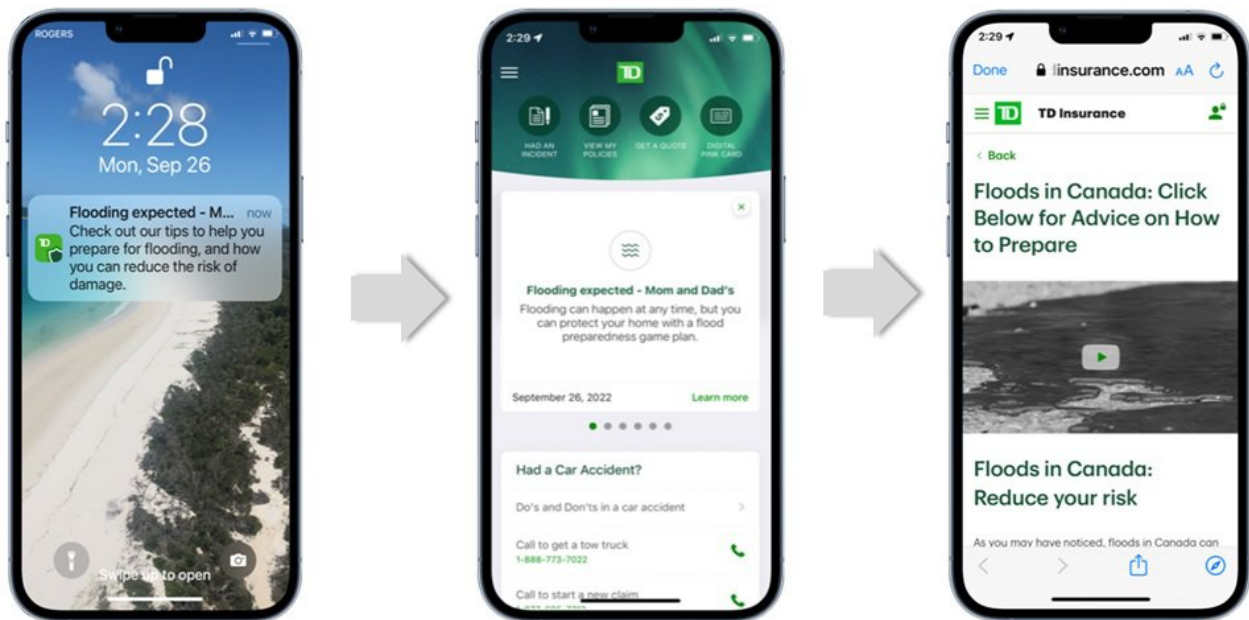 ROGERS
2:28
Mon, Sep 26
Flooding expected - M... now
Check out our tips to help you
prepare for flooding, and how
you can reduce the risk of
damage.
Swipe up to open
2:29
TD
HAD AN
INCIDENT
VIEW MY
POLICIES
GET A QUOTE
DIGITAL
PINK CARD
Flooding expected - Mom and Dad's
Flooding can happen at any time, but you
can protect your home with a flood
preparedness game plan.
September 26, 2022 Learn more
Had a Car Accident?
Do's and Don'ts in a car accident
Call to get a tow truck
1-888-773-7022
Call to start a new claim
2:29
Done insurance.com AA
TD TD Insurance
Back
Floods in Canada: Click
Below for Advice on How
to Prepare
Floods in Canada:
Reduce your risk
As you may have noticed, floods in Canada can